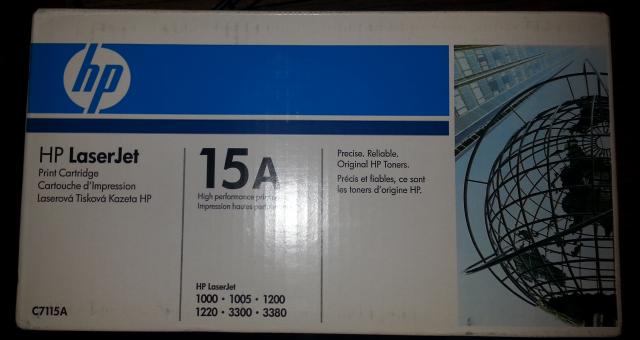 hp
HP LaserJet
Print Cartridge
Cartouche d'Impression
Laserová Tisková Kazeta HP
C7115A
15A
High performance print
Impression haute
HP LaserJet
1000 • 1005 • 1200
1220 • 3300 • 3380
Precise. Reliable.
Original HP Toners.
Précis et fiables, ce sont
les toners d'origine HP.